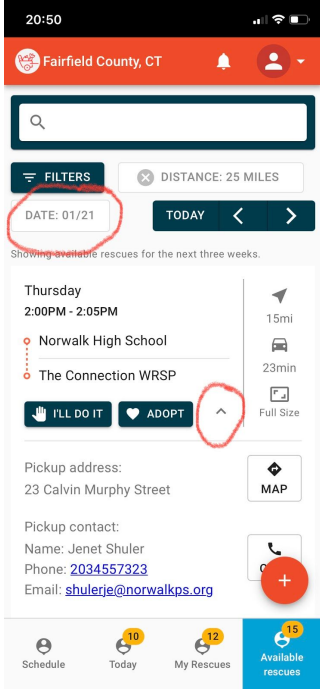 20:50
Fairfield County, CT
FILTERS
DISTANCE: 25 MILES
DATE: 01/21
TODAY
Showing available rescues for the next three weeks.
Thursday
2:00PM - 2:05PM
15mi
Norwalk High School
23min
The Connection WRSP
I'LL DO IT
ADOPT
Full Size
Pickup address:
23 Calvin Murphy Street
MAP
Pickup contact:
Name: Jenet Shuler
Phone: 2034557323
Email: shulerje@norwalkps.org
Schedule
10
Today
12
My Rescues
15
Available
rescues